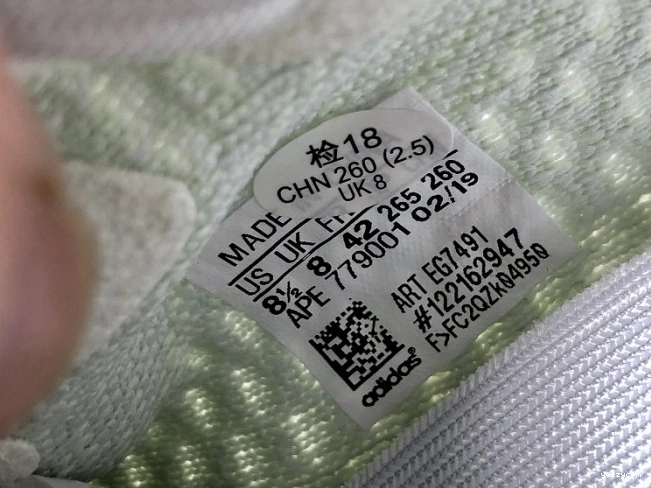 检18
CHN 260 (2.5)
UK 8
MADE
US UK FR
8½ 8 42 265 260
APE 779001 02/19
ART EG7491
#122162947
F>FC2QZk0495Q
adidas®